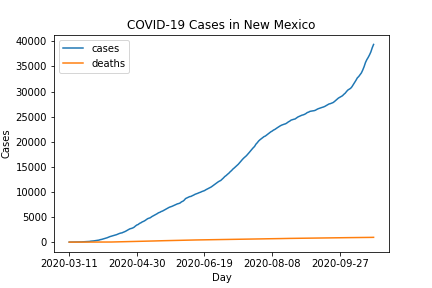 COVID-19 Cases in New Mexico
cases
deaths
Cases
40000
35000
30000
25000
20000
15000
10000
5000
0
2020-03-11 2020-04-30 2020-06-19 2020-08-08 2020-09-27
Day